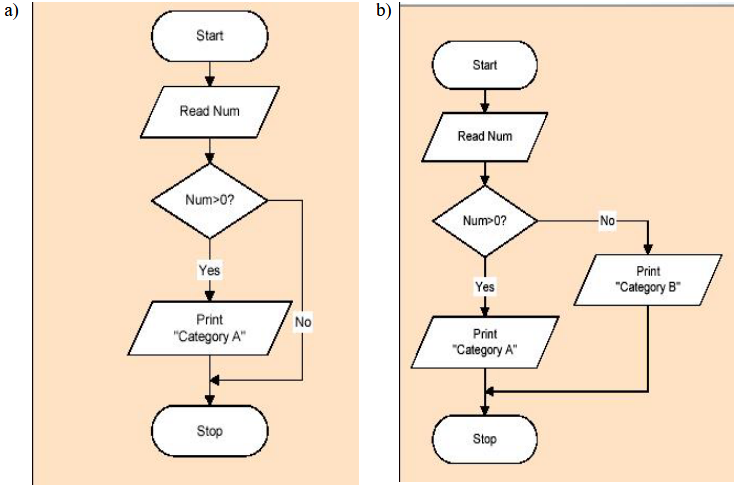 a)
Start
Read Num
Num>0?
Yes
Print
"Category A"
No
Stop
b)
Start
Read Num
Num>0?
No
Print
"Category B"
Yes
Print
"Category A"
Stop